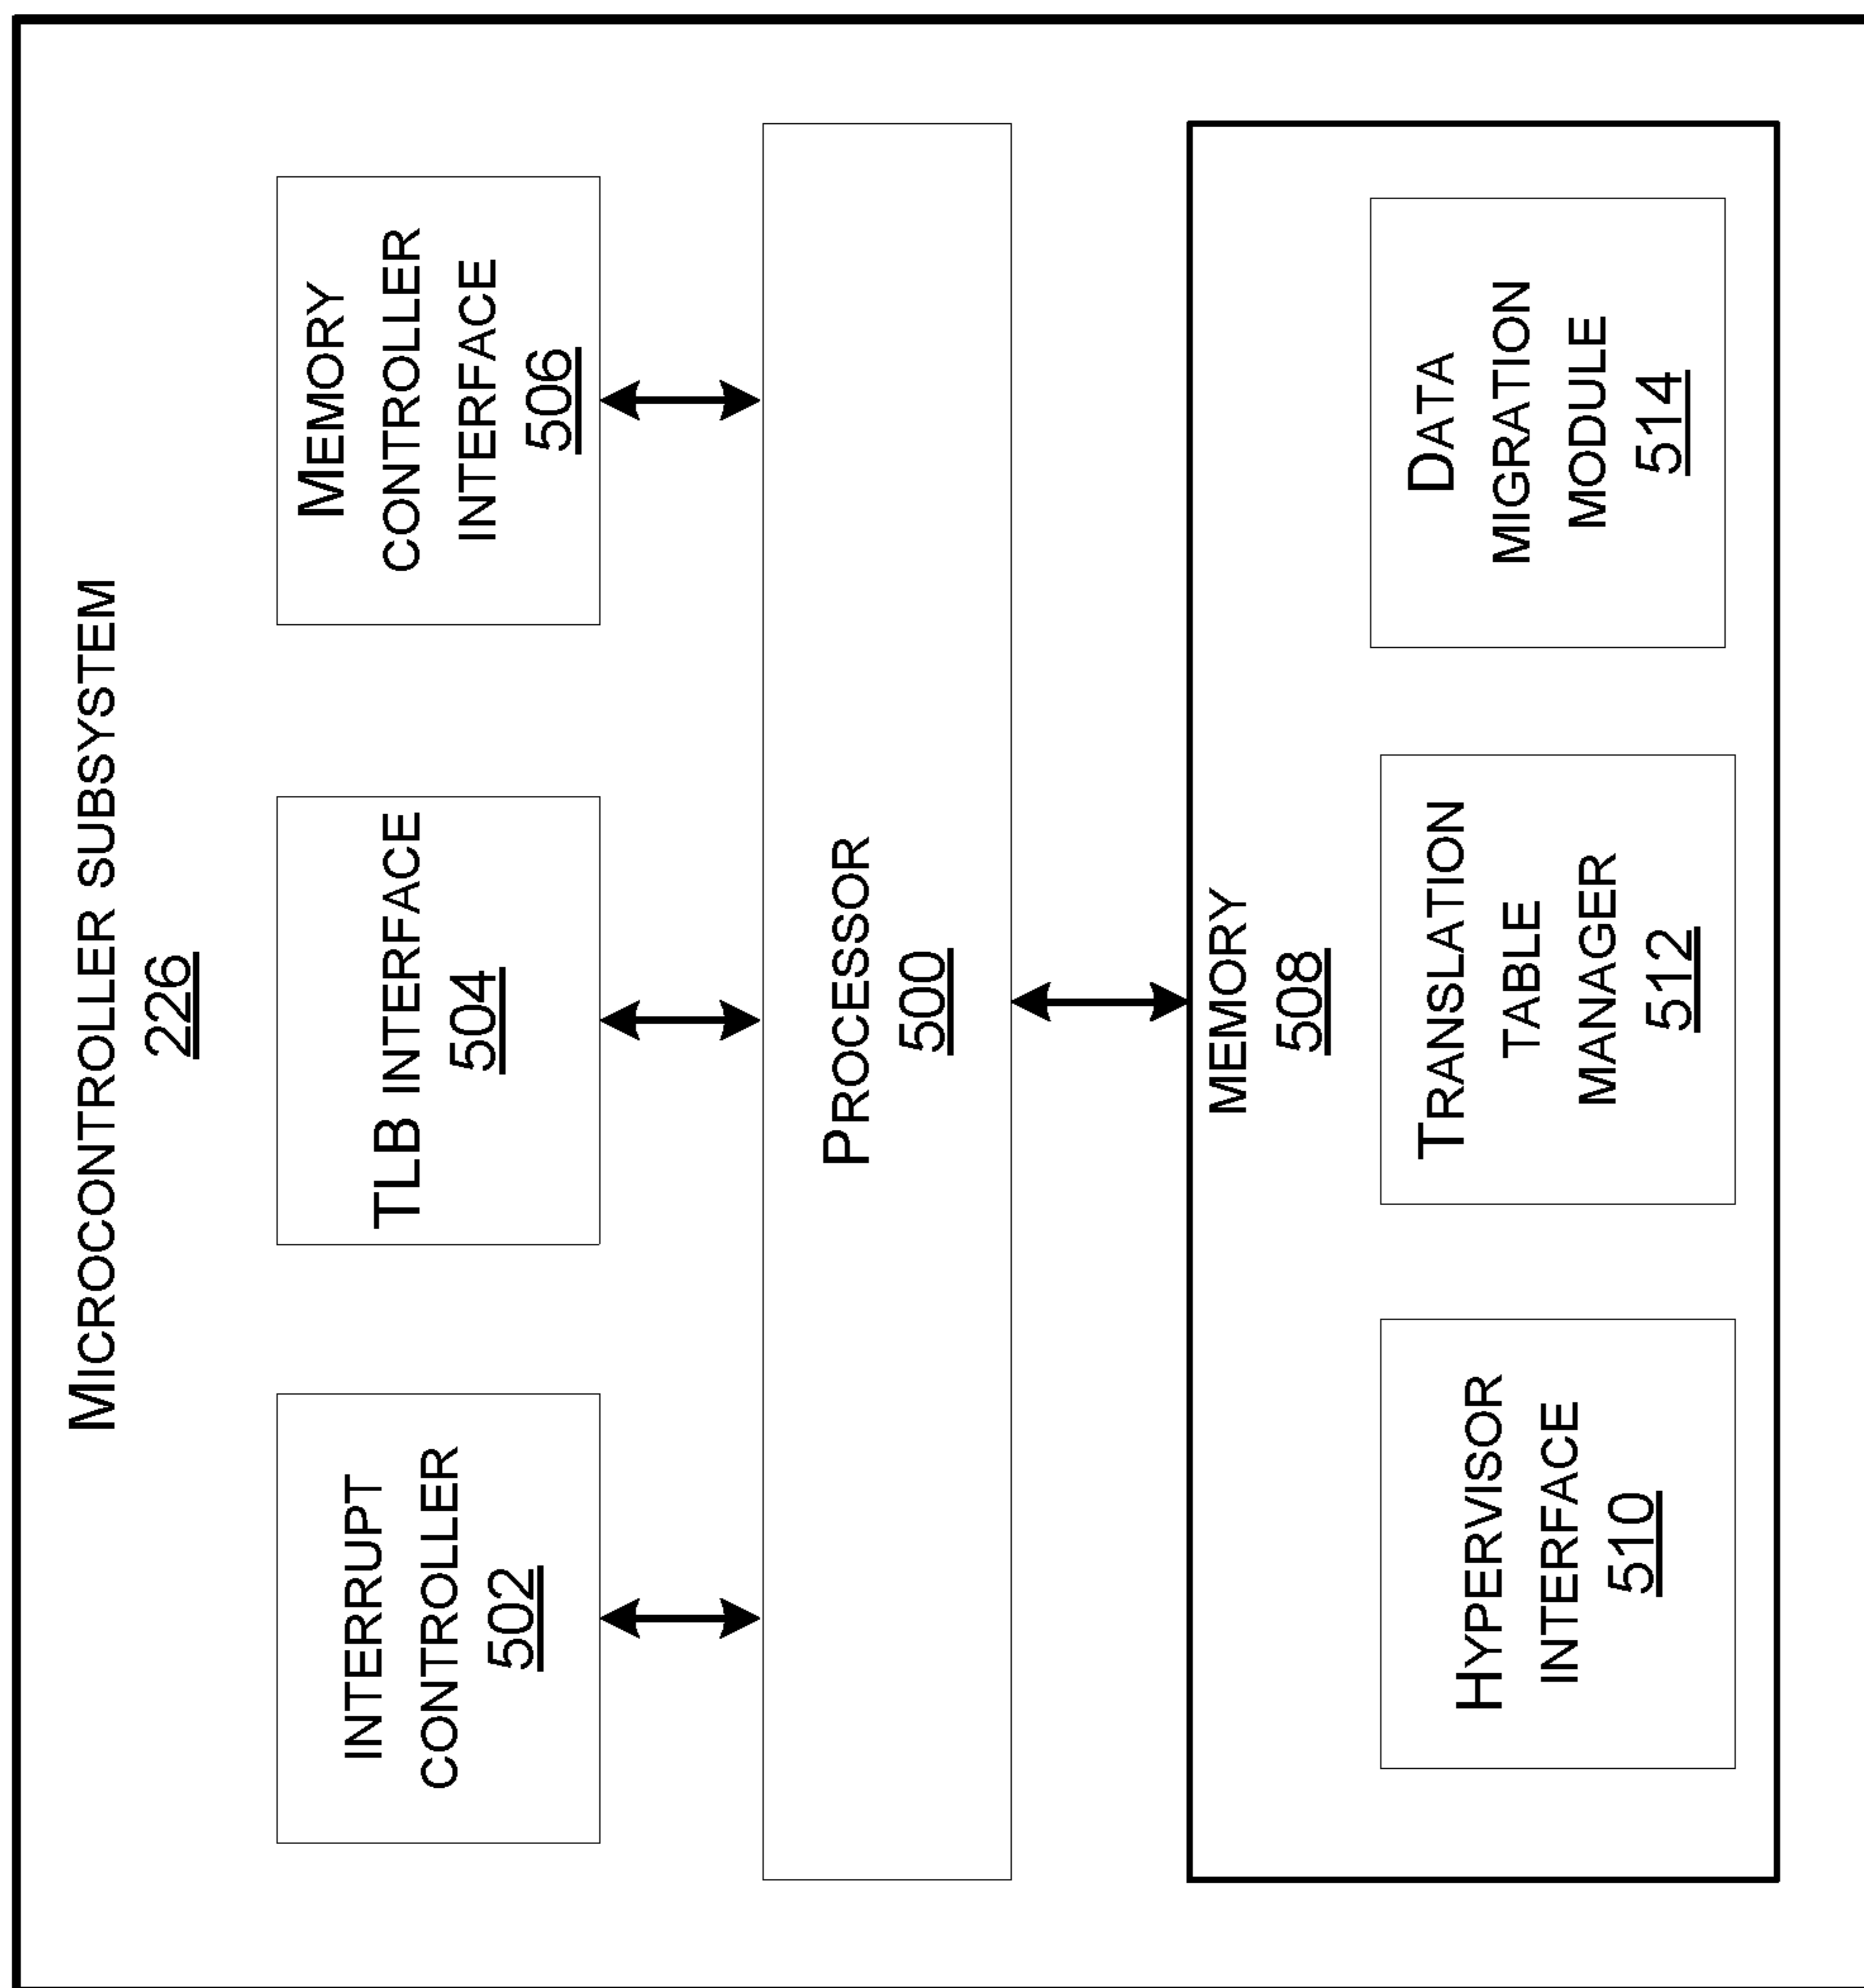 MICROCONTROLLER SUBSYSTEM
226
INTERRUPT
CONTROLLER
502
TLB INTERFACE
504
MEMORY
CONTROLLER
INTERFACE
506
PROCESSOR
500
MEMORY
508
HYPERVISOR
INTERFACE
510
TRANSLATION
TABLE
MANAGER
512
DATA
MIGRATION
MODULE
514